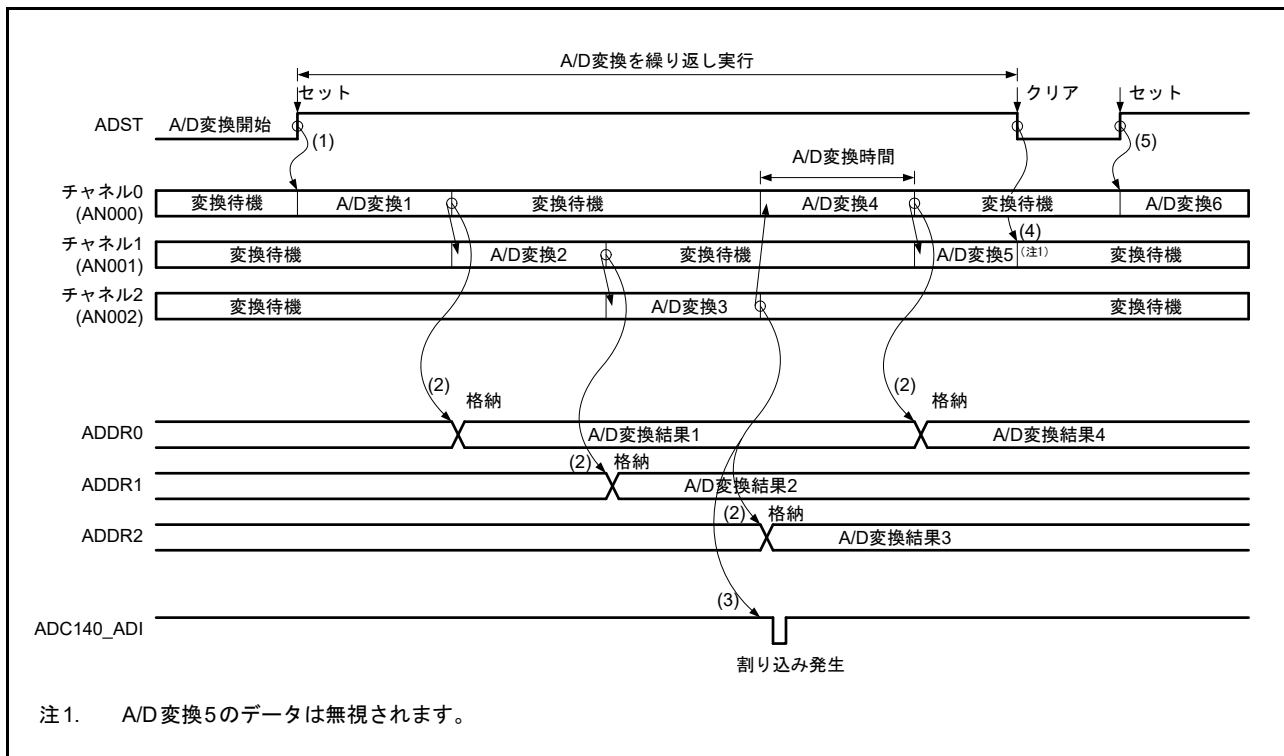 A/D変換を繰り返し実行
セット
クリア
セット
ADST
A/D変換開始
(1)
(5)
A/D変換時間
チャネル0
(AN000)
変換待機
A/D変換1
変換待機
A/D変換4
変換待機
A/D変換6
(4)
チャネル1
(AN001)
変換待機
A/D変換2
変換待機
A/D変換5
(注1)
変換待機
チャネル2
(AN002)
変換待機
A/D変換3
変換待機
(2)
格納
(2)
格納
ADDR0
A/D変換結果1
A/D変換結果4
(2)
格納
ADDR1
A/D変換結果2
(2)
格納
ADDR2
A/D変換結果3
(3)
ADC140_ADI
割り込み発生
注1. A/D変換5のデータは無視されます。